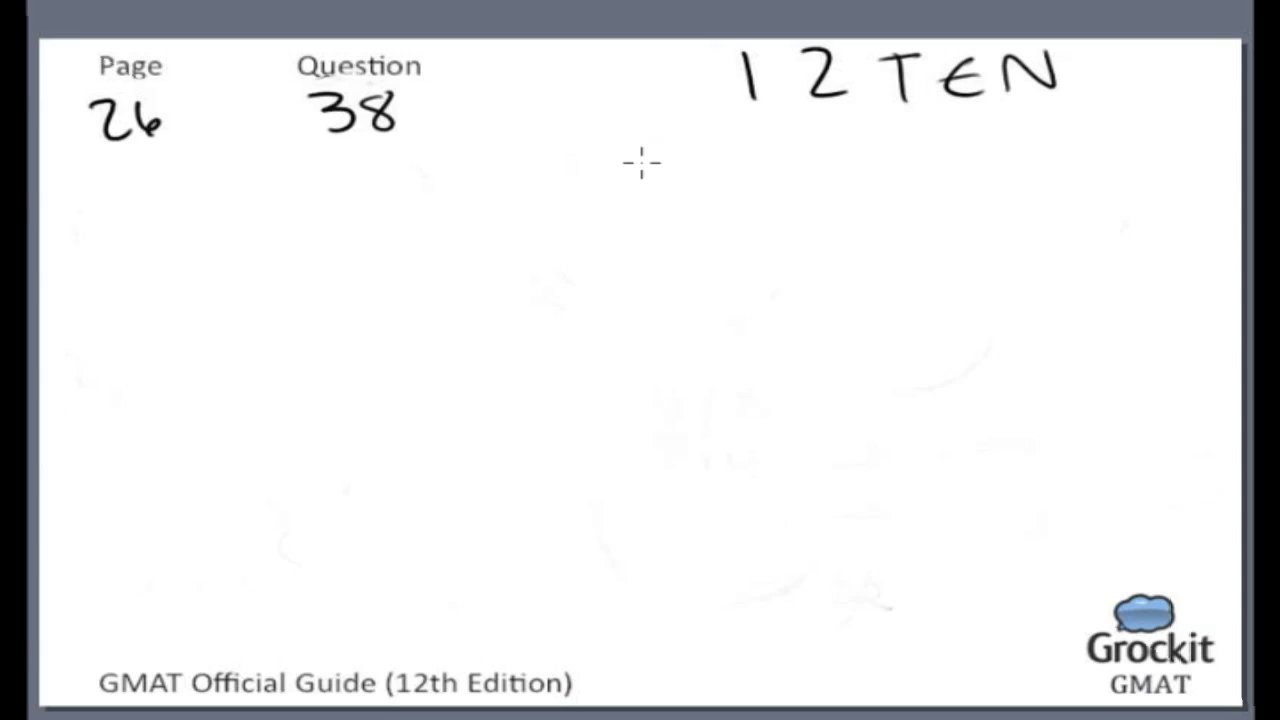 Page Question 12TEN
26 38
GMAT Official Guide (12th Edition)
Grockit
GMAT